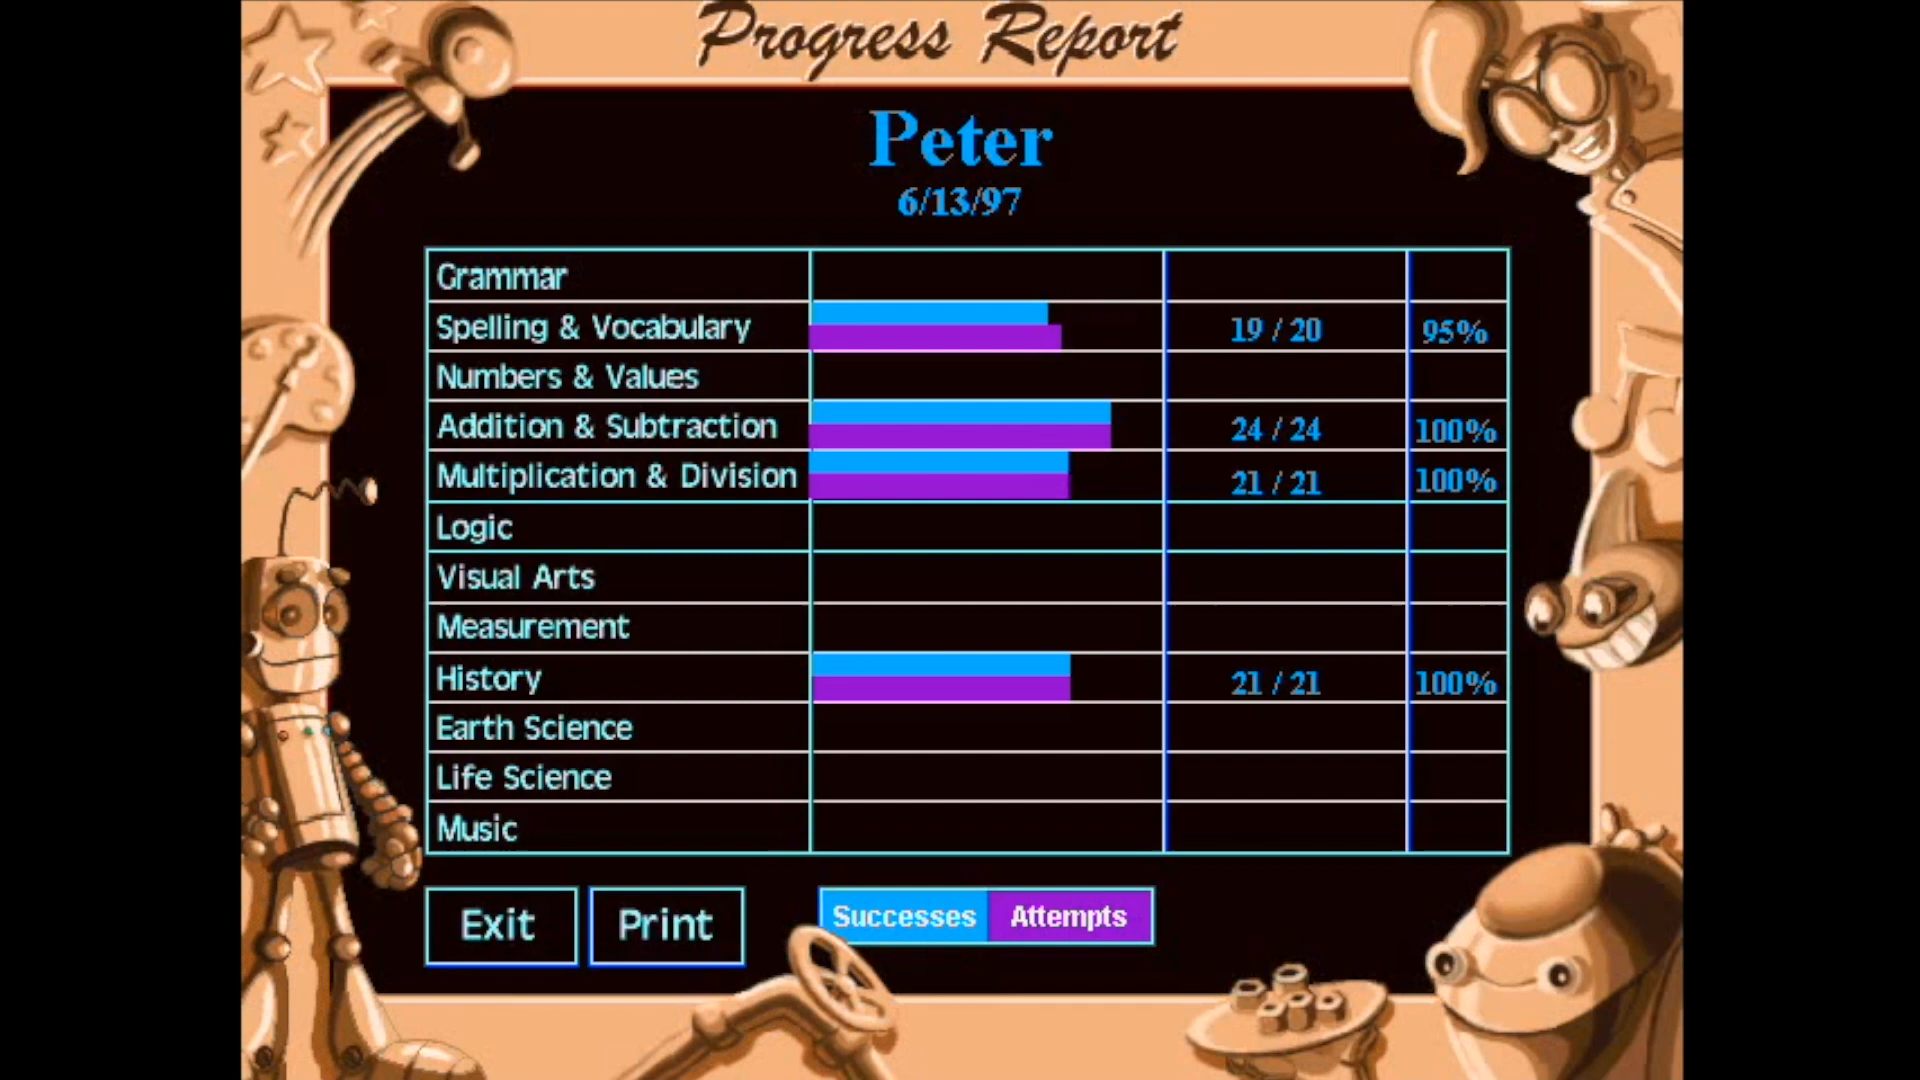 Progress Report
Peter
6/13/97
Grammar
Spelling & Vocabulary 19 / 20 95%
Numbers & Values
Addition & Subtraction 24 / 24 100%
Multiplication & Division 21 / 21 100%
Logic
Visual Arts
Measurement
History 21 / 21 100%
Earth Science
Life Science
Music
Exit Print Successes Attempts